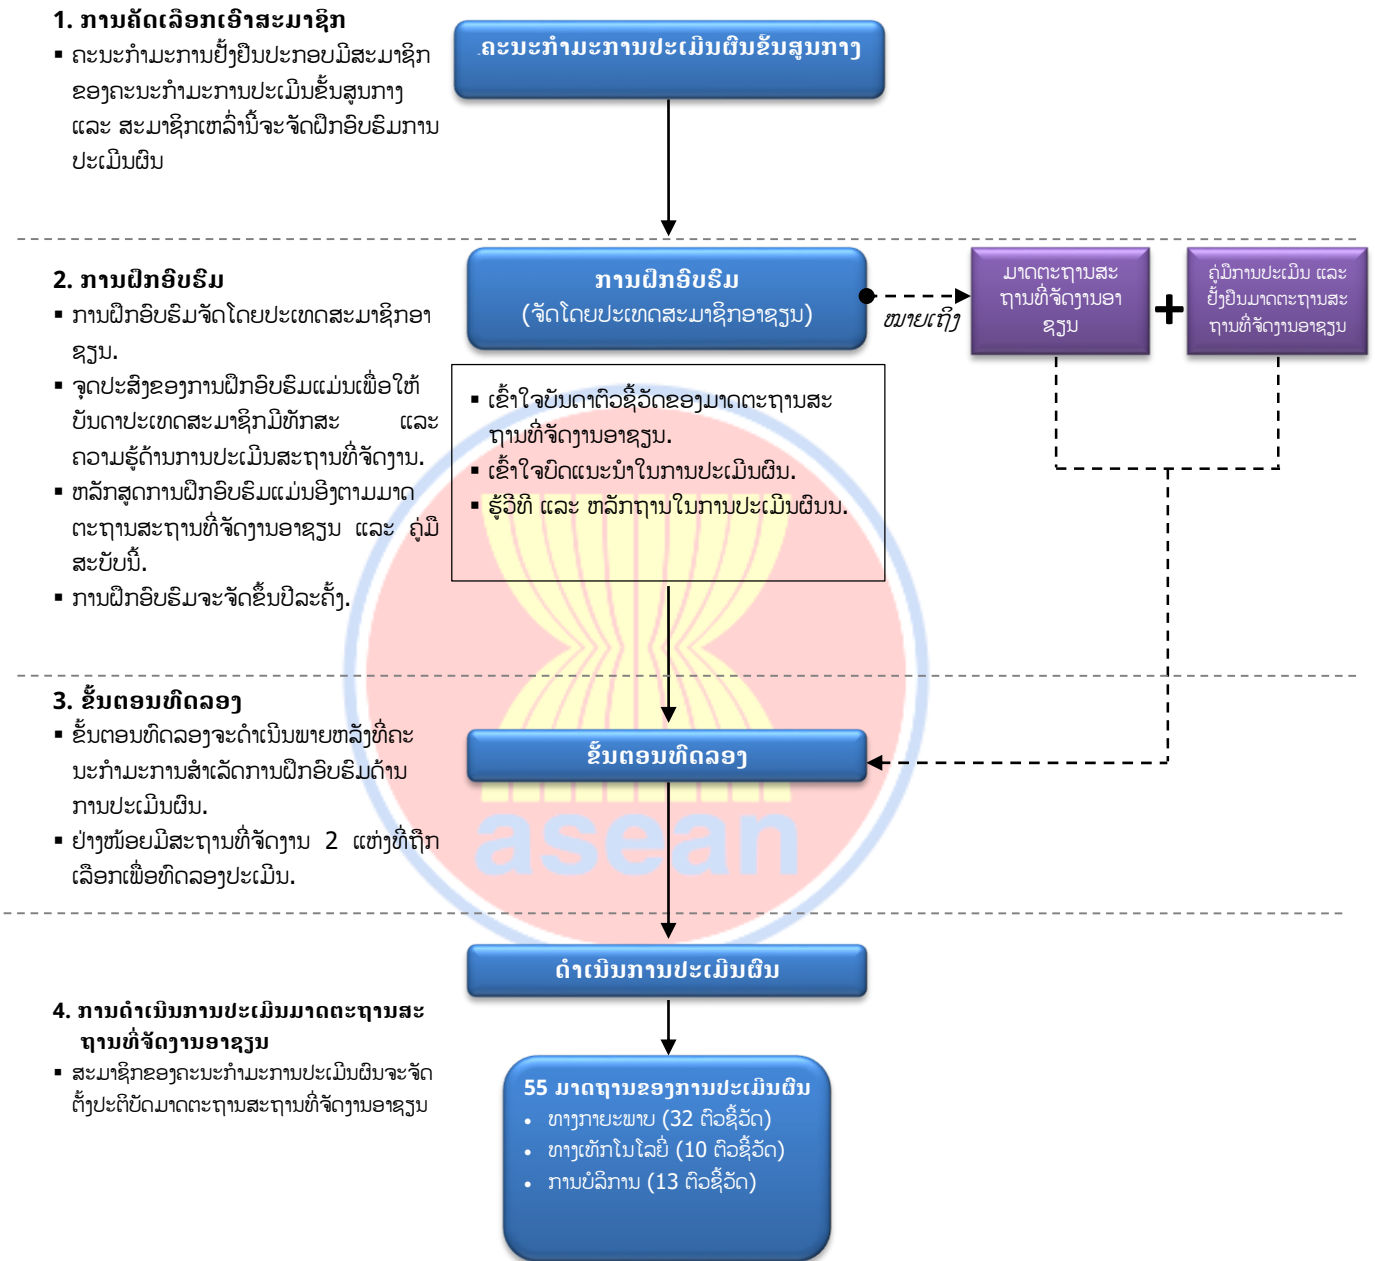 1. ການຄັດເລືອກເອົາສະມາຊິກ
▪ ຄະນະກຳມະການຢັ້ງຢືນປະກອບມີສະມາຊິກ
ຂອງຄະນະກຳມະການປະເມີນຂັ້ນສູນກາງ
ແລະ ສະມາຊິກເຫລົ່ານີ້ຈະຈັດຝຶກອົບຮົມການ
ປະເມີນຜົນ
ຄະນະກຳມະການປະເມີນຜົນຂັ້ນສູນກາງ
2. ການຝຶກອົບຮົມ
▪ ການຝຶກອົບຮົມຈັດໂດຍປະເທດສະມາຊິກອາ
ຊຽນ.
▪ ຈຸດປະສົງຂອງການຝຶກອົບຮົມແມ່ນເພື່ອໃຫ້
ບັນດາປະເທດສະມາຊິກມີທັກສະ ແລະ
ຄວາມຮູ້ດ້ານການປະເມີນສະຖານທີ່ຈັດງານ.
▪ ຫລັກສູດການຝຶກອົບຮົມແມ່ນອີງຕາມມາດ
ຕະຖານສະຖານທີ່ຈັດງານອາຊຽນ ແລະ ຄູ່ມື
ສະບັບນີ້.
▪ ການຝຶກອົບຮົມຈະຈັດຂຶ້ນປີລະຄັ້ງ.
ການຝຶກອົບຮົມ
(ຈັດໂດຍປະເທດສະມາຊິກອາຊຽນ)
ໝາຍເຖິງ
ມາດຕະຖານສະ
ຖານທີ່ຈັດງານອາ
ຊຽນ
+
ຄູ່ມືການປະເມີນ ແລະ
ຢັ້ງຢືນມາດຕະຖານສະ
ຖານທີ່ຈັດງານອາຊຽນ
▪ ເຂົ້າໃຈບັນດາຕົວຊີ້ວັດຂອງມາດຕະຖານສະ
ຖານທີ່ຈັດງານອາຊຽນ.
▪ ເຂົ້າໃຈບົດແນະນຳໃນການປະເມີນຜົນ.
▪ ຮູ້ວິທີ ແລະ ຫລັກຖານໃນການປະເມີນຜົນນ.
3. ຂັ້ນຕອນທົດລອງ
▪ ຂັ້ນຕອນທົດລອງຈະດຳເນີນພາຍຫລັງທີ່ຄະ
ນະກຳມະການສຳເລັດການຝຶກອົບຮົມດ້ານ
ການປະເມີນຜົນ.
▪ ຢ່າງໜ້ອຍມີສະຖານທີ່ຈັດງານ 2 ແຫ່ງທີ່ຖືກ
ເລືອກເພື່ອທົດລອງປະເມີນ.
ຂັ້ນຕອນທົດລອງ
asean
ດຳເນີນການປະເມີນຜົນ
4. ການດຳເນີນການປະເມີນມາດຕະຖານສະ
ຖານທີ່ຈັດງານອາຊຽນ
▪ ສະມາຊິກຂອງຄະນະກຳມະການປະເມີນຜົນຈະຈັດ
ຕັ້ງປະຕິບັດມາດຕະຖານສະຖານທີ່ຈັດງານອາຊຽນ
55 ມາດຖານຂອງການປະເມີນຜົນ
• ທາງກາຍະພາບ (32 ຕົວຊີ້ວັດ)
• ທາງເທັກໂນໂລຍີ່ (10 ຕົວຊີ້ວັດ)
• ການບໍລິການ (13 ຕົວຊີ້ວັດ)